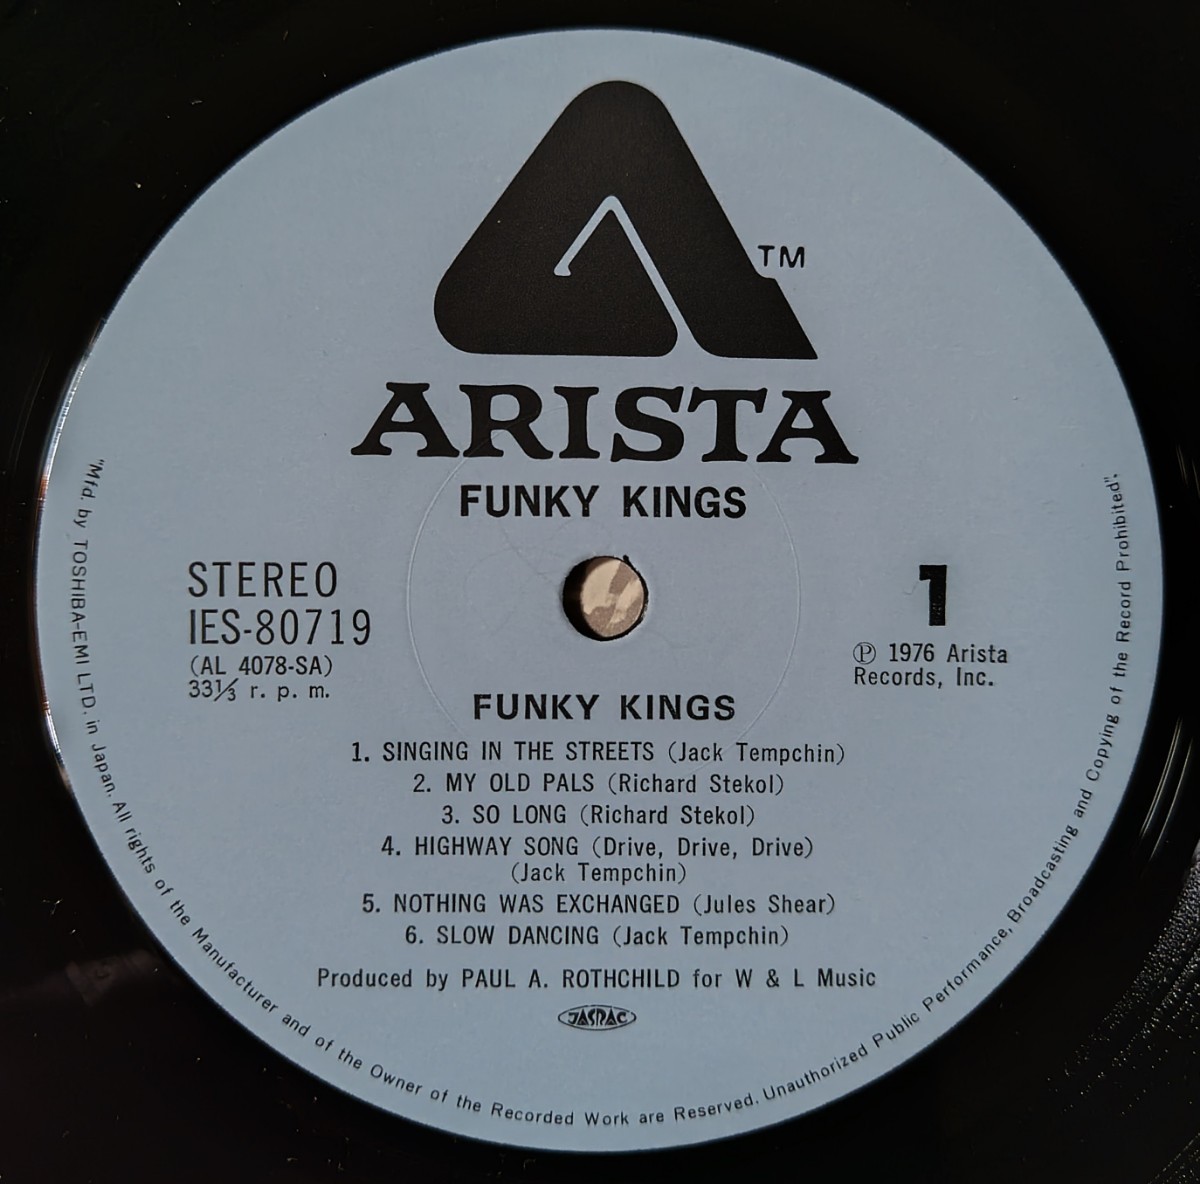 TM
ARISTA
FUNKY KINGS
STEREO
IES-80719
(AL 4078-SA)
33⅓ r. p. m.
1
℗ 1976 Arista
Records, Inc.
FUNKY KINGS
1. SINGING IN THE STREETS (Jack Tempchin)
2. MY OLD PALS (Richard Stekol)
3. SO LONG (Richard Stekol)
4. HIGHWAY SONG (Drive, Drive, Drive)
(Jack Tempchin)
5. NOTHING WAS EXCHANGED (Jules Shear)
6. SLOW DANCING (Jack Tempchin)
Produced by PAUL A. ROTHCHILD for W & L Music
JASRAC
"Mfd. by TOSHIBA-EMI LTD. in Japan. All rights of the Manufacturer and of the Owner of the Recorded Work are Reserved. Unauthorized Public Performance, Broadcasting and Copying of the Record Prohibited".